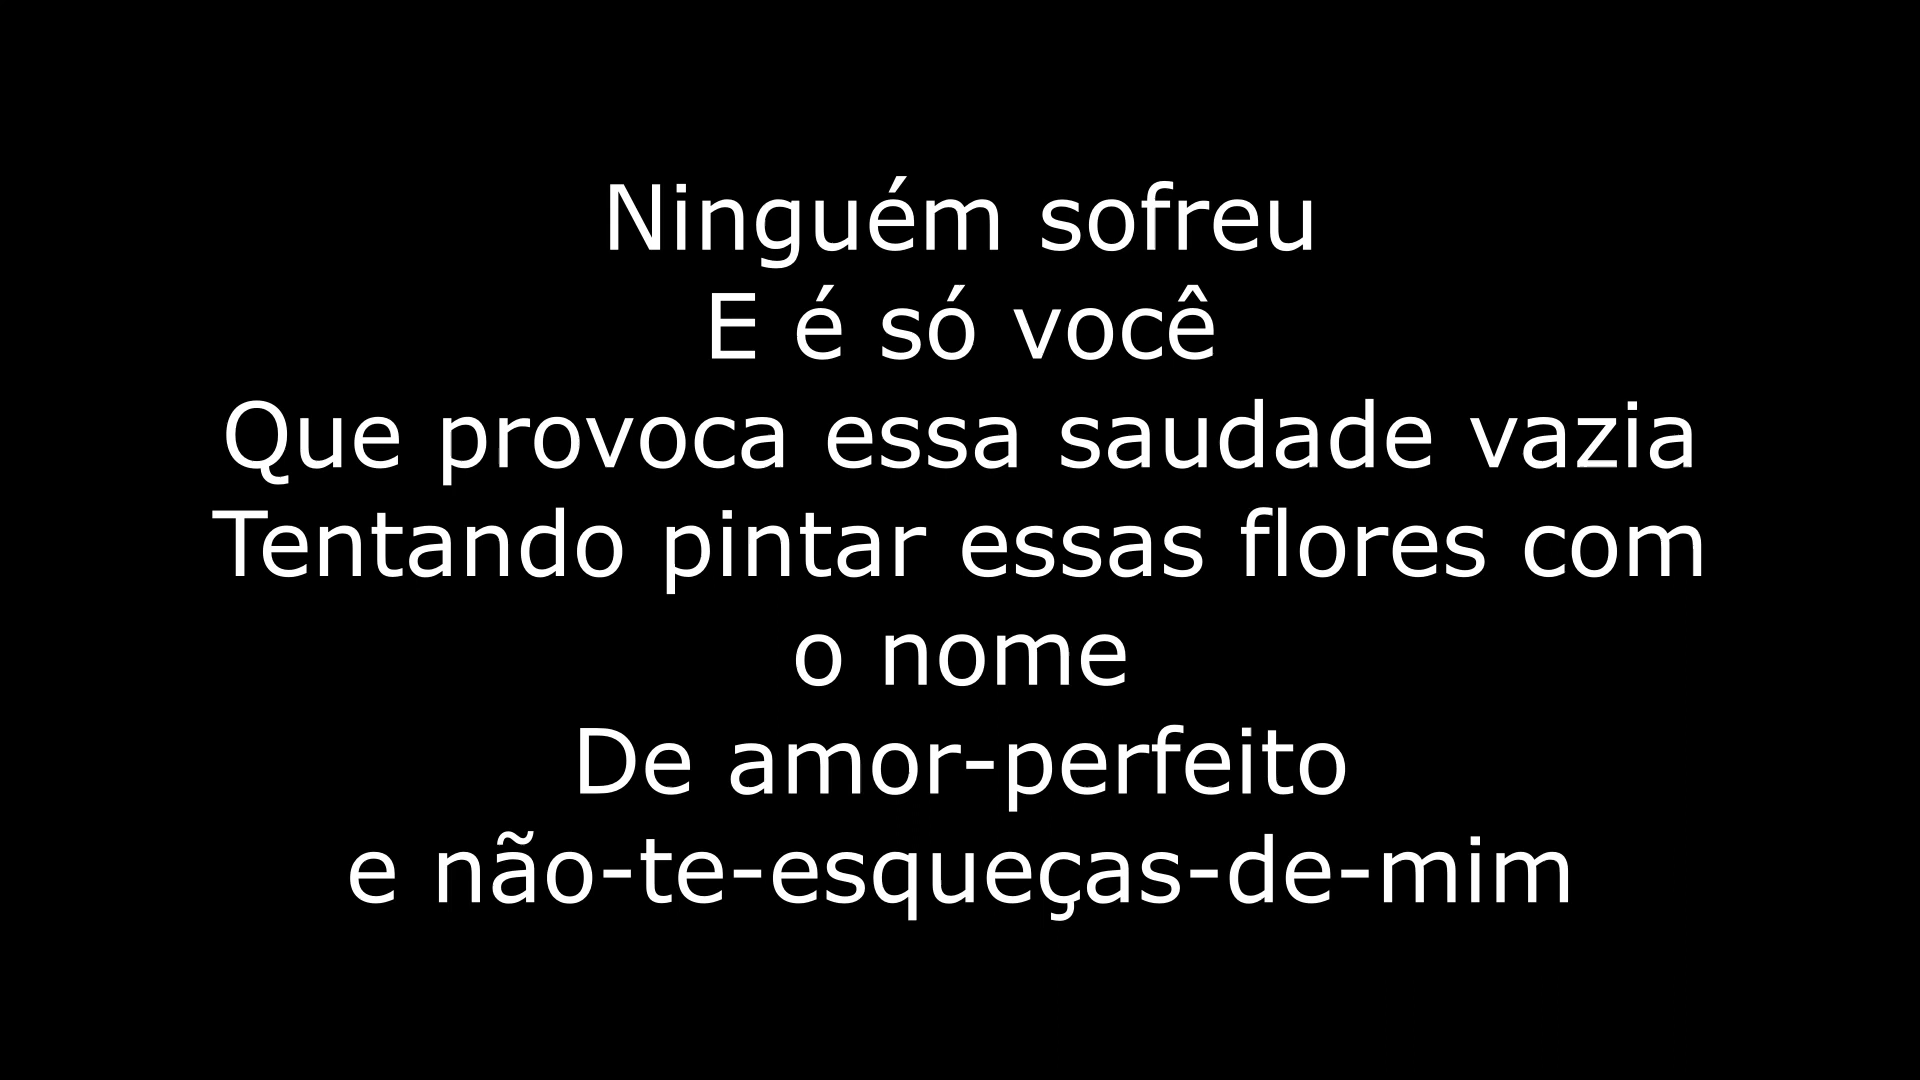 Ninguém sofreu
E é só você
Que provoca essa saudade vazia
Tentando pintar essas flores com
o nome
De amor-perfeito
e não-te-esqueças-de-mim